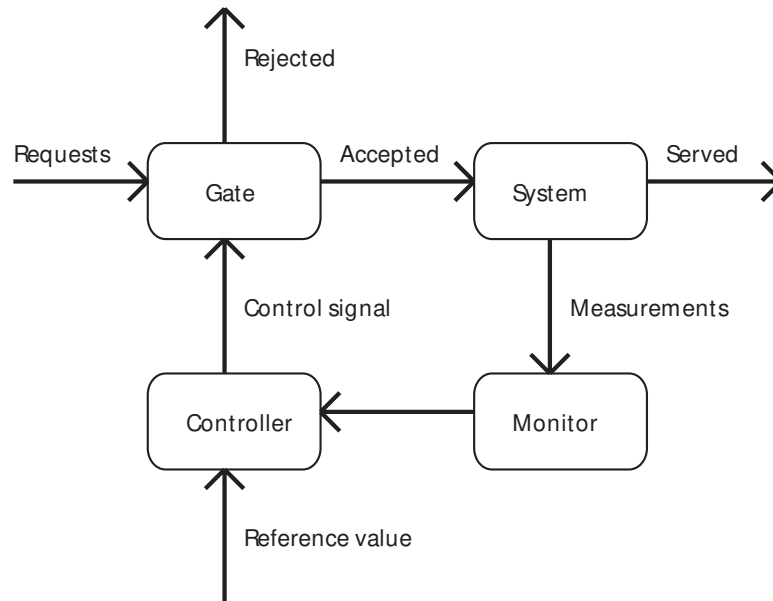 Rejected
Requests
Accepted
Served
Gate
System
Control signal
Measurements
Controller
Monitor
Reference value